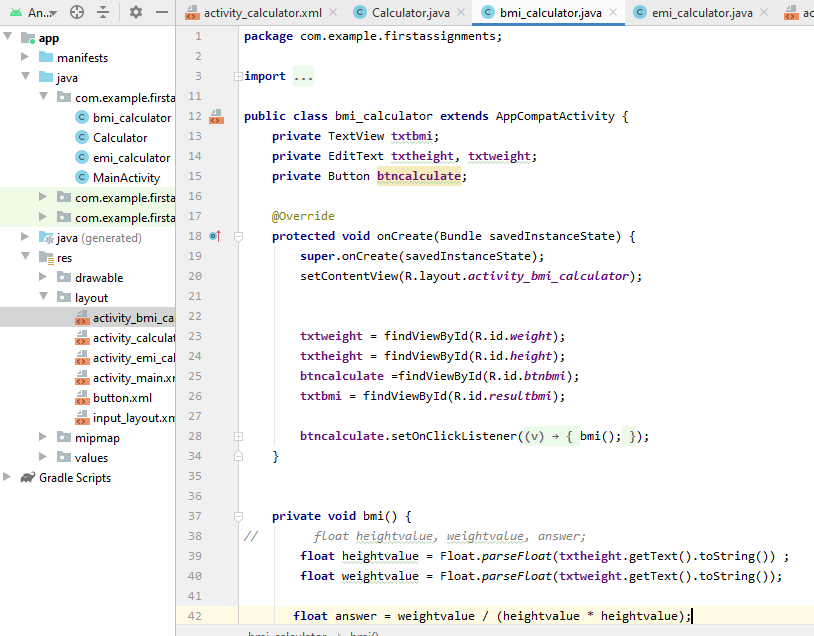 An...
activity_calculator.xml
Calculator.java
bmi_calculator.java
emi_calculator.java
ac
app
manifests
java
com.example.firsta
bmi_calculator
Calculator
emi_calculator
MainActivity
com.example.firsta
com.example.firsta
java (generated)
res
drawable
layout
activity_bmi_ca
activity_calculat
activity_emi_cal
activity_main.xm
button.xml
input_layout.xm
mipmap
values
Gradle Scripts
1 package com.example.firstassignments;
2
3 import ...
11
12 public class bmi_calculator extends AppCompatActivity {
13 private TextView txtbmi;
14 private EditText txtheight, txtweight;
15 private Button btncalculate;
16
17 @Override
18 protected void onCreate(Bundle savedInstanceState) {
19 super.onCreate(savedInstanceState);
20 setContentView(R.layout.activity_bmi_calculator);
21
22
23 txtweight = findViewById(R.id.weight);
24 txtheight = findViewById(R.id.height);
25 btncalculate =findViewById(R.id.btnbmi);
26 txtbmi = findViewById(R.id.resultbmi);
27
28 btncalculate.setOnClickListener((v) → { bmi(); });
34 }
35
36
37 private void bmi() {
38 // float heightvalue, weightvalue, answer;
39 float heightvalue = Float.parseFloat(txtheight.getText().toString()) ;
40 float weightvalue = Float.parseFloat(txtweight.getText().toString());
41
42 float answer = weightvalue / (heightvalue * heightvalue);
bmi_calculator > bmi()